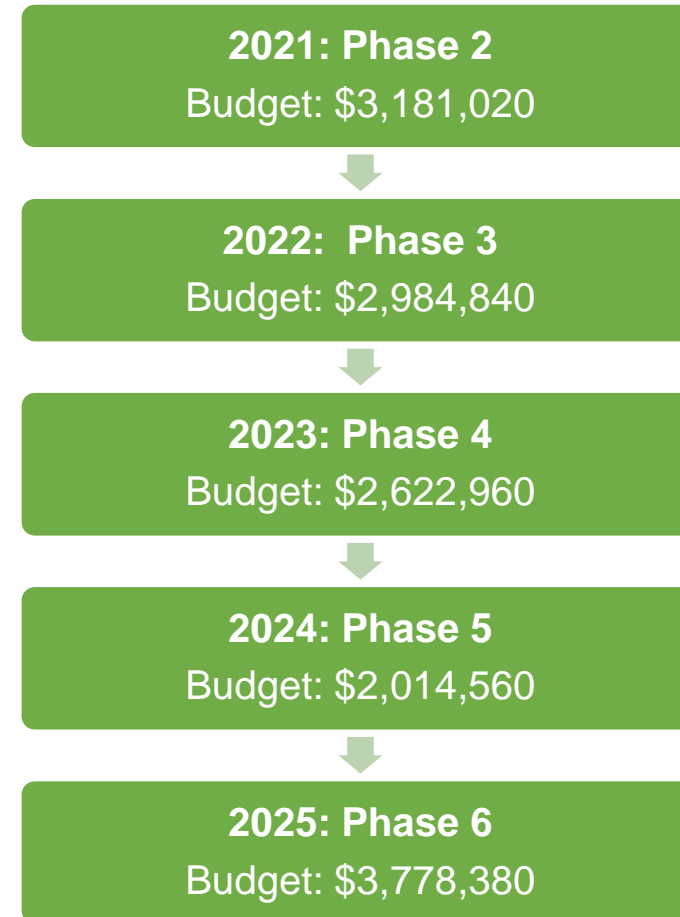 2021: Phase 2
Budget: $3,181,020
2022:  Phase 3
Budget: $2,984,840
2023: Phase 4
Budget: $2,622,960
2024: Phase 5
Budget: $2,014,560
2025: Phase 6
Budget: $3,778,380